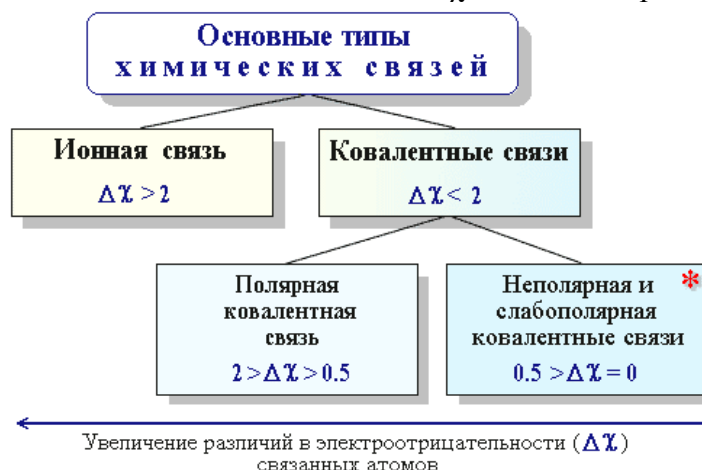 Основные типы
химических связей
Ионная связь
Δχ > 2
Ковалентные связи
Δχ < 2
Полярная
ковалентная
связь
2 > Δχ > 0.5
Неполярная и *
слабополярная
ковалентные связи
0.5 > Δχ = 0
Увеличение различий в электроотрицательности (Δχ)
связанных атомов